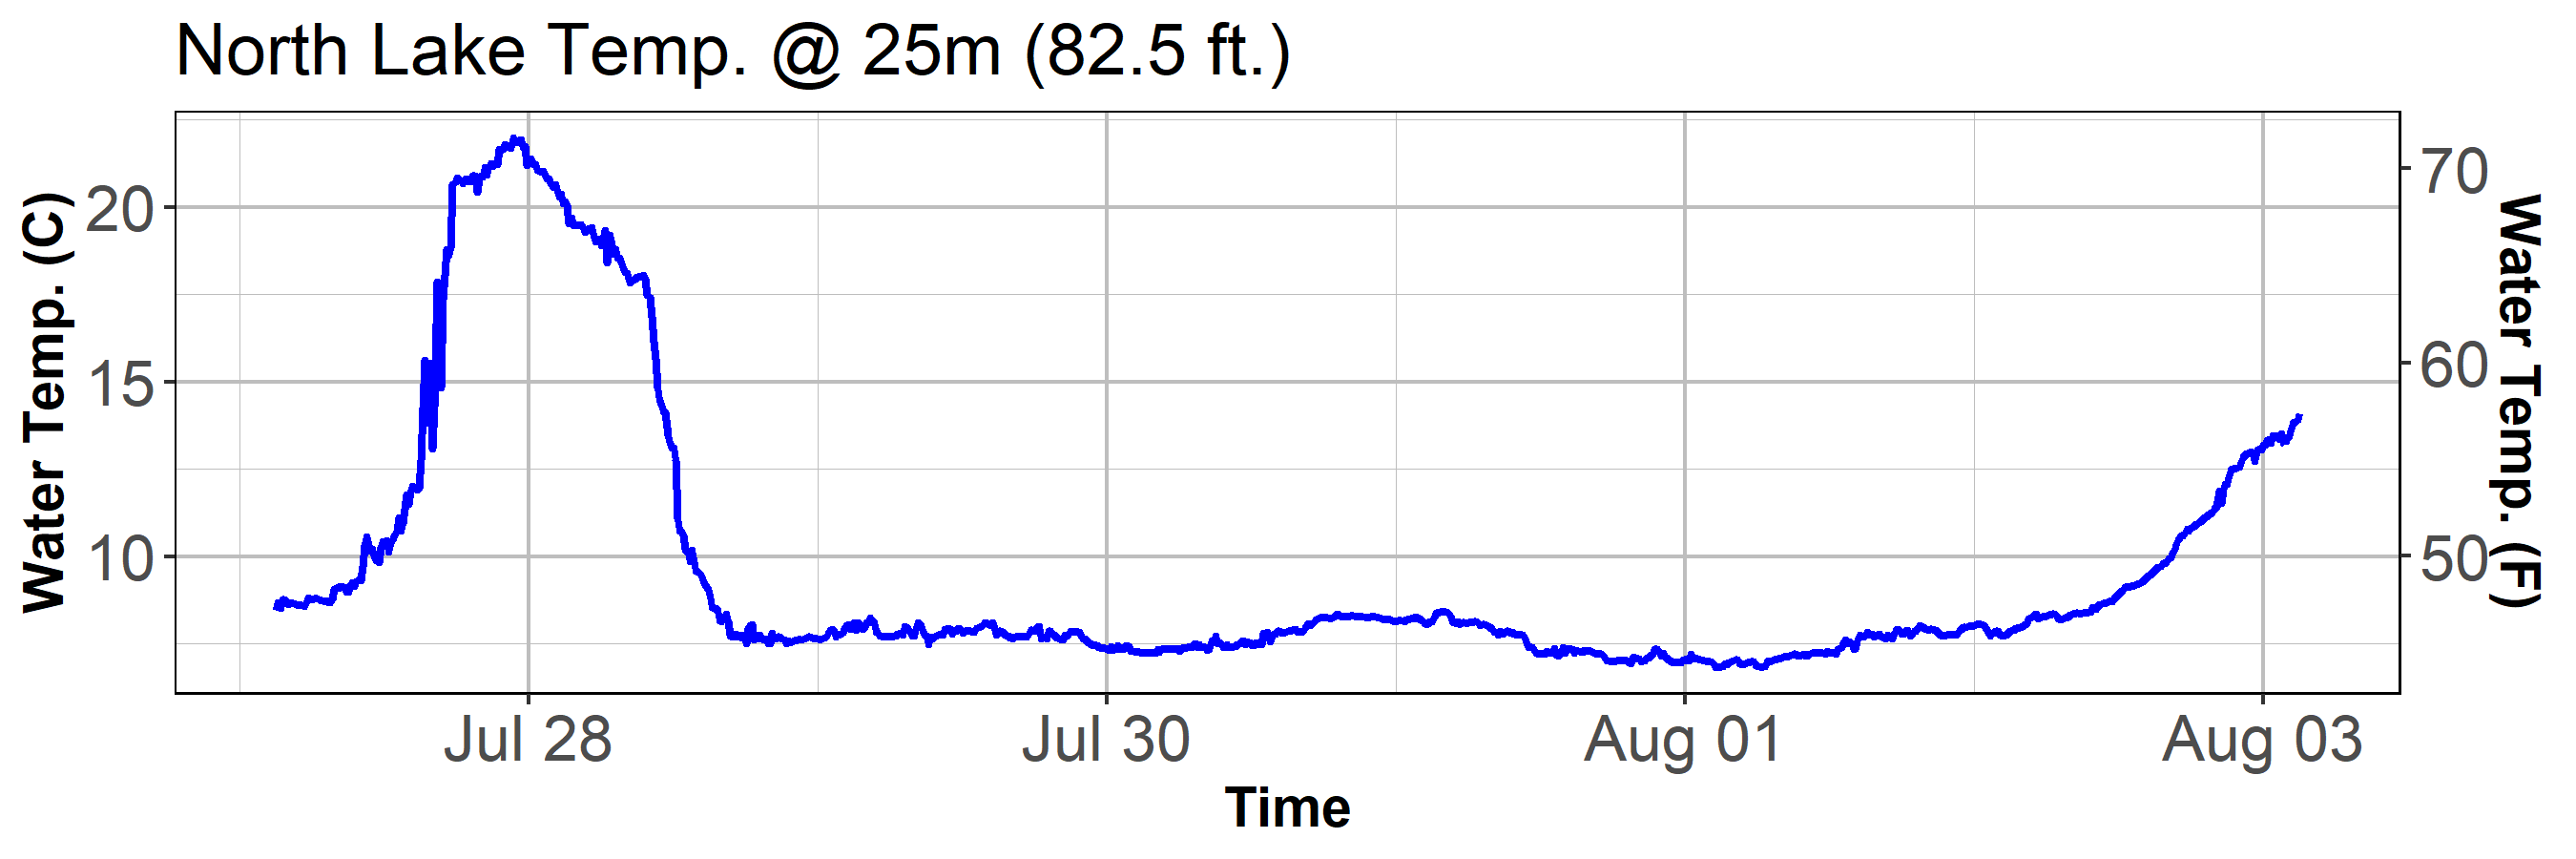 North Lake Temp. @ 25m (82.5 ft.)
Water Temp. (C)
20
15
10
70
60
50
Water Temp. (F)
Jul 28
Jul 30
Aug 01
Aug 03
Time